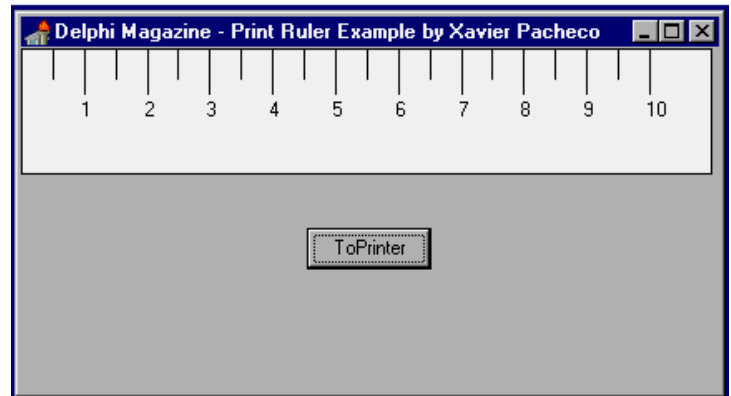 Delphi Magazine - Print Ruler Example by Xavier Pacheco
1 2 3 4 5 6 7 8 9 10
ToPrinter